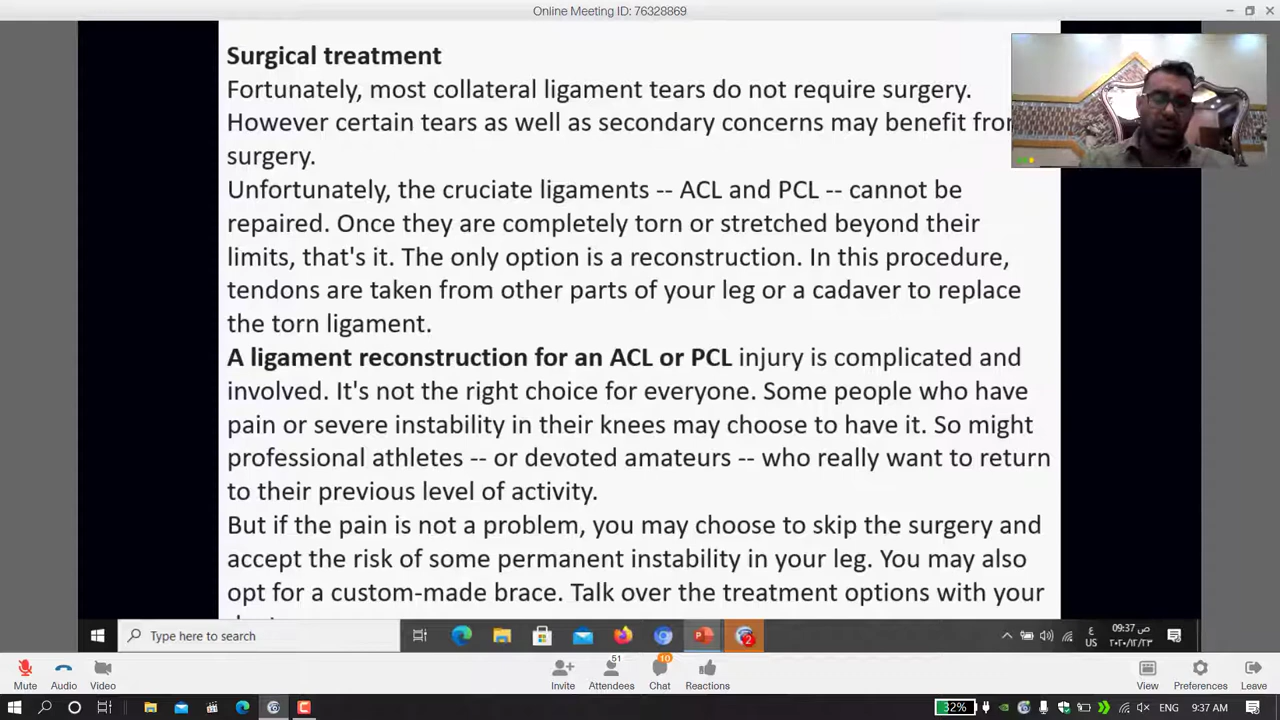 Online Meeting ID: 76328869
Surgical treatment
Fortunately, most collateral ligament tears do not require surgery.
However certain tears as well as secondary concerns may benefit from
surgery.
Unfortunately, the cruciate ligaments -- ACL and PCL -- cannot be
repaired. Once they are completely torn or stretched beyond their
limits, that's it. The only option is a reconstruction. In this procedure,
tendons are taken from other parts of your leg or a cadaver to replace
the torn ligament.
A ligament reconstruction for an ACL or PCL injury is complicated and
involved. It's not the right choice for everyone. Some people who have
pain or severe instability in their knees may choose to have it. So might
professional athletes -- or devoted amateurs -- who really want to return
to their previous level of activity.
But if the pain is not a problem, you may choose to skip the surgery and
accept the risk of some permanent instability in your leg. You may also
opt for a custom-made brace. Talk over the treatment options with your
Type here to search
ع
US
09:37 ص
٢٠٢٠/١٢/٢٣
2
51
10
Mute
Audio
Video
Invite
Attendees
Chat
Reactions
View
Preferences
Leave
32%
ENG
9:37 AM